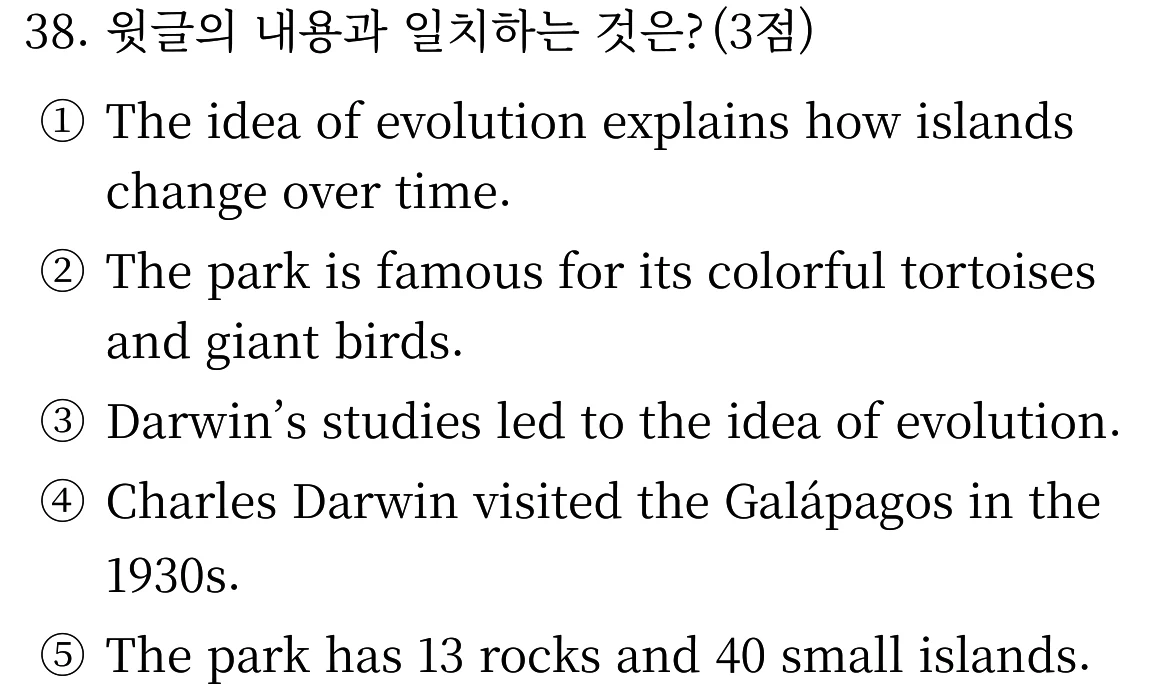 38. 윗글의 내용과 일치하는 것은?(3점)
① The idea of evolution explains how islands
change over time.
② The park is famous for its colorful tortoises
and giant birds.
③ Darwin’s studies led to the idea of evolution.
④ Charles Darwin visited the Galápagos in the
1930s.
⑤ The park has 13 rocks and 40 small islands.